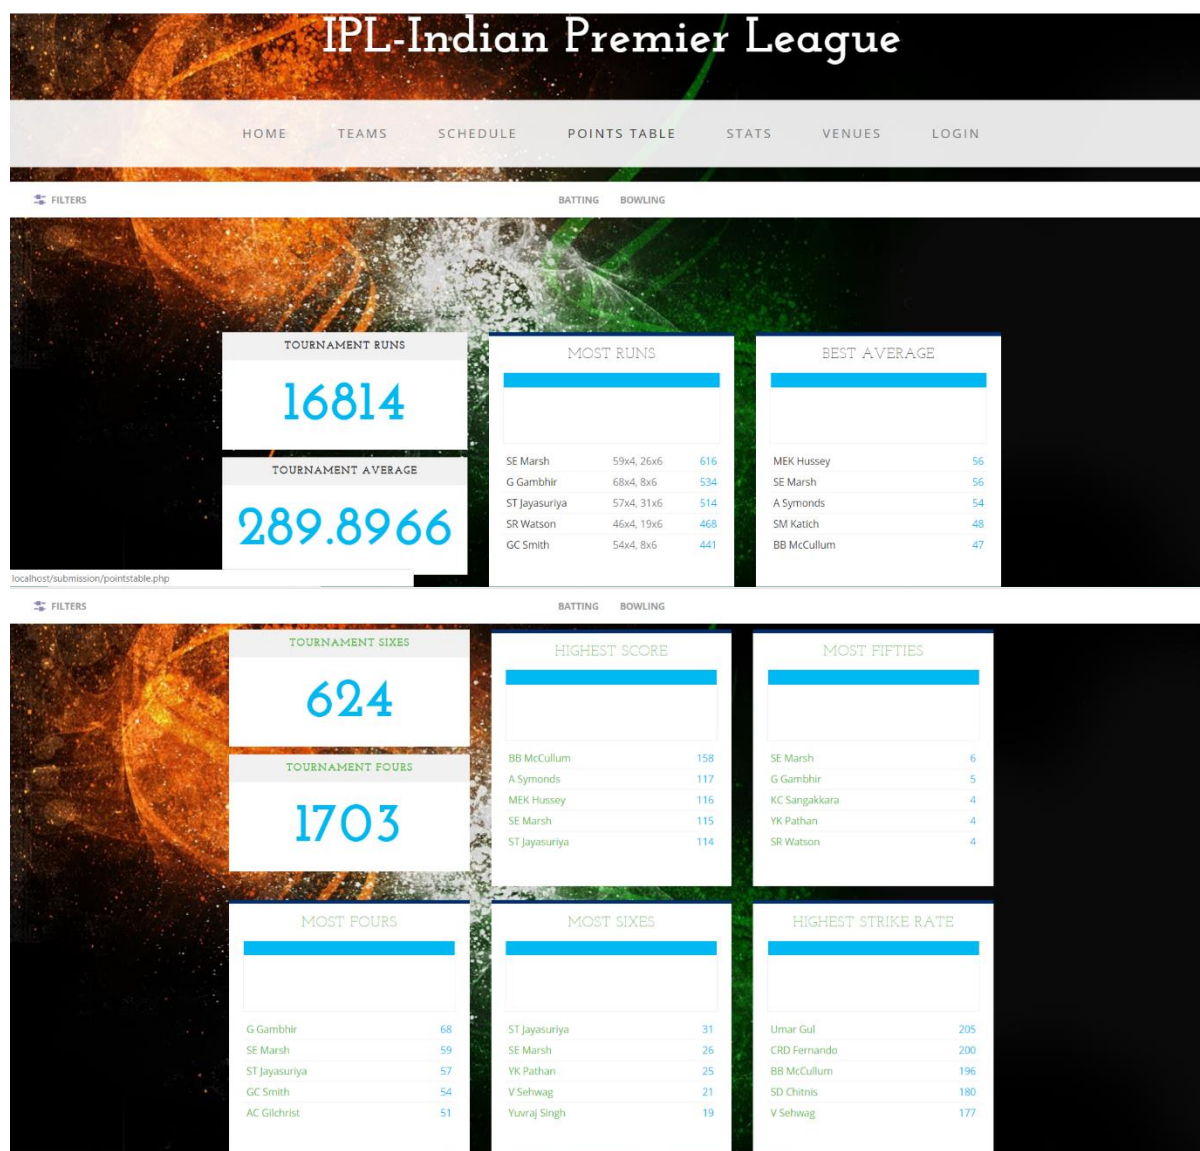 IPL-Indian Premier League
HOME TEAMS SCHEDULE POINTS TABLE STATS VENUES LOGIN
FILTERS BATTING BOWLING
TOURNAMENT RUNS
16814
TOURNAMENT AVERAGE
289.8966
MOST RUNS
SE Marsh 59x4, 26x6 616
G Gambhir 68x4, 8x6 534
ST Jayasuriya 57x4, 31x6 514
SR Watson 46x4, 19x6 468
GC Smith 54x4, 8x6 441
BEST AVERAGE
MEK Hussey 56
SE Marsh 56
A Symonds 54
SM Katich 48
BB McCullum 47
localhost/submission/pointstable.php
FILTERS BATTING BOWLING
TOURNAMENT SIXES
624
TOURNAMENT FOURS
1703
HIGHEST SCORE
BB McCullum 158
A Symonds 117
MEK Hussey 116
SE Marsh 115
ST Jayasuriya 114
MOST FIFTIES
SE Marsh 6
G Gambhir 5
KC Sangakkara 4
YK Pathan 4
SR Watson 4
MOST FOURS
G Gambhir 68
SE Marsh 59
ST Jayasuriya 57
GC Smith 54
AC Gilchrist 51
MOST SIXES
ST Jayasuriya 31
SE Marsh 26
YK Pathan 25
V Sehwag 21
Yuvraj Singh 19
HIGHEST STRIKE RATE
Umar Gul 205
CRD Fernando 200
BB McCullum 196
SD Chitnis 180
V Sehwag 177